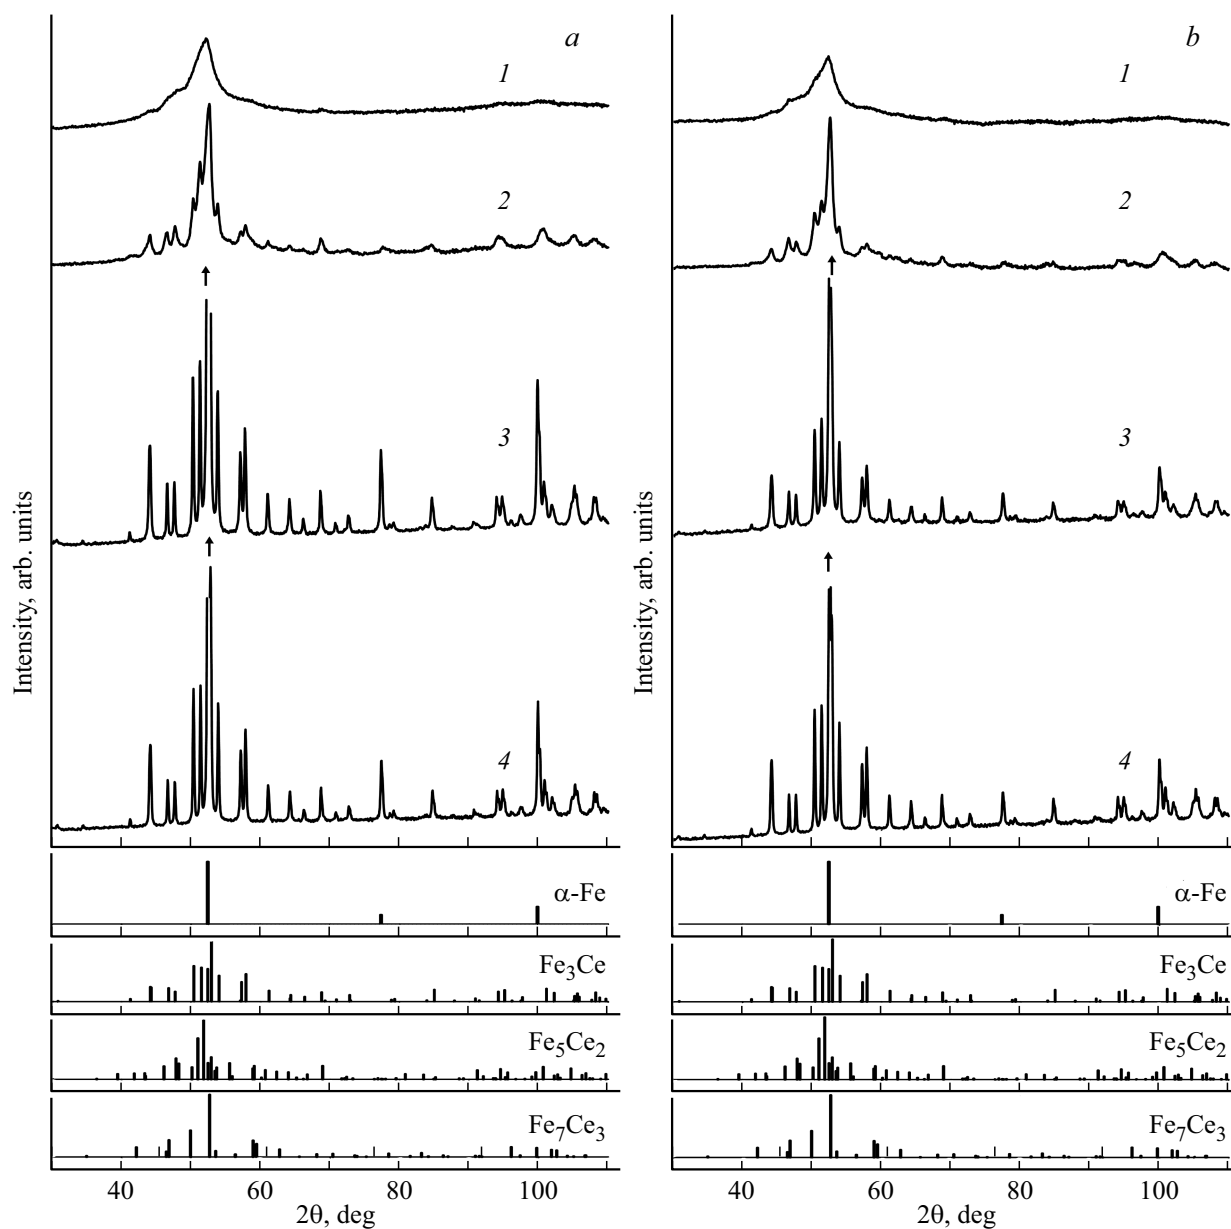 a
1
2
3
4
Intensity, arb. units
α-Fe
Fe3Ce
Fe5Ce2
Fe7Ce3
40 60 80 100
2θ, deg
b
1
2
3
4
Intensity, arb. units
α-Fe
Fe3Ce
Fe5Ce2
Fe7Ce3
40 60 80 100
2θ, deg